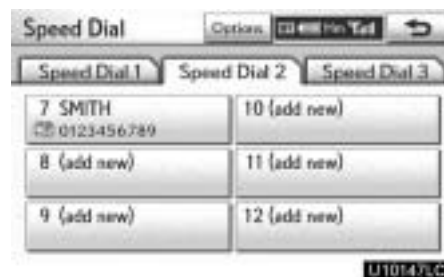 Speed Dial Options
Speed Dial 1 Speed Dial 2 Speed Dial 3
7 SMITH
0123456789
10 (add new)
8 (add new)
11 (add new)
9 (add new)
12 (add new)